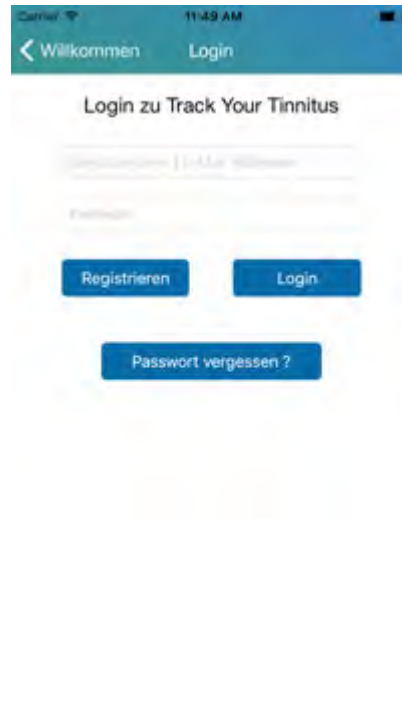 Carrier 11:49 AM
Willkommen Login
Login zu Track Your Tinnitus
Registrieren Login
Passwort vergessen ?